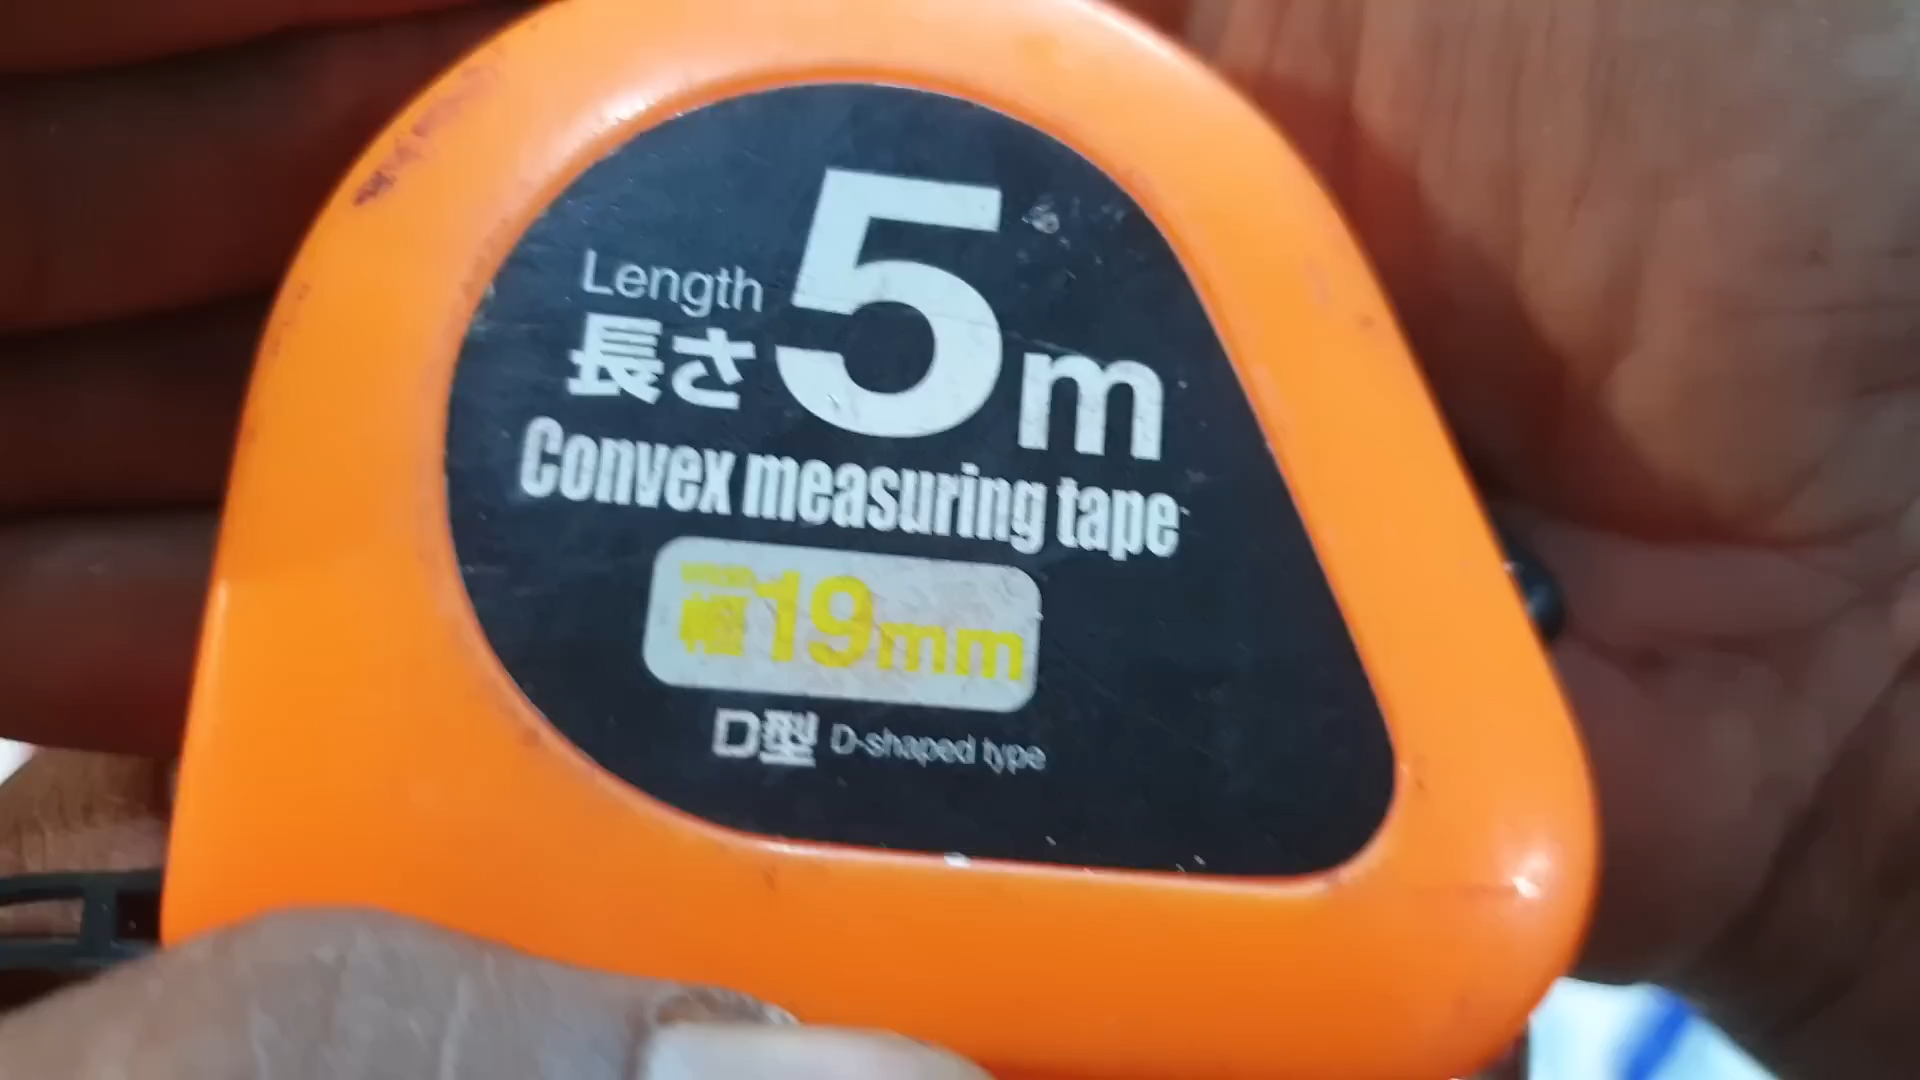 Length
長さ 5m
Convex measuring tape
幅19mm
D型 D-shaped type